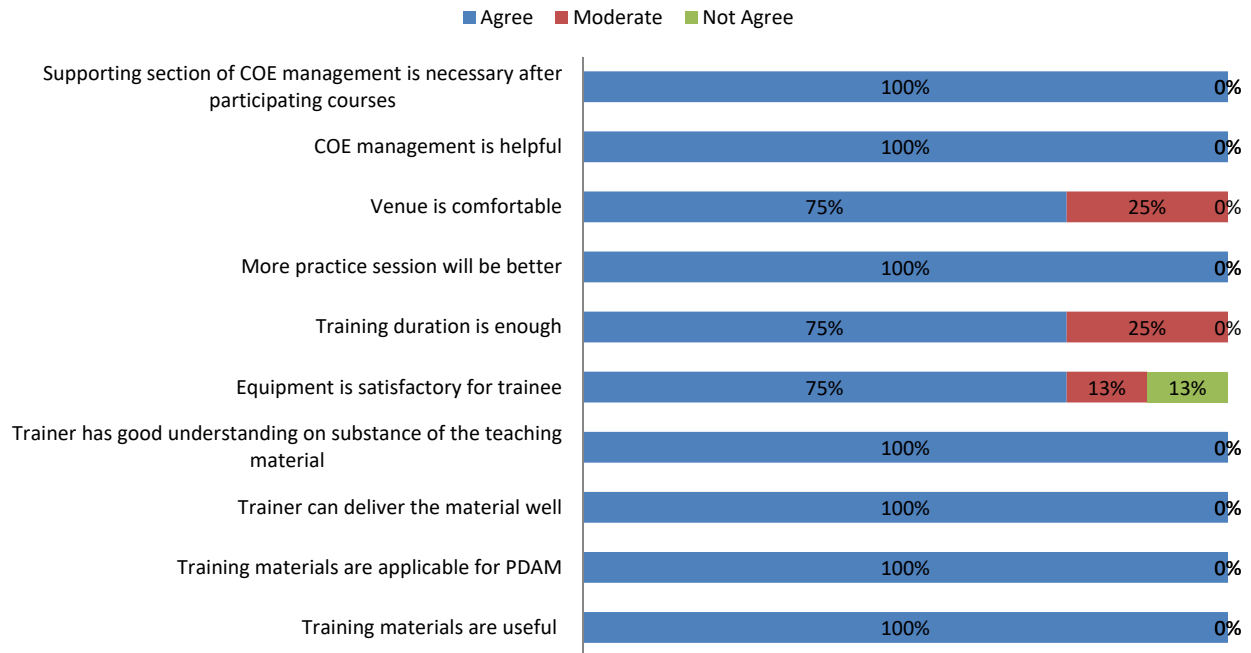 Agree Moderate Not Agree
Supporting section of COE management is necessary after
participating courses
100% 0%
COE management is helpful
100% 0%
Venue is comfortable
75% 25% 0%
More practice session will be better
100% 0%
Training duration is enough
75% 25% 0%
Equipment is satisfactory for trainee
75% 13% 13%
Trainer has good understanding on substance of the teaching
material
100% 0%
Trainer can deliver the material well
100% 0%
Training materials are applicable for PDAM
100% 0%
Training materials are useful
100% 0%